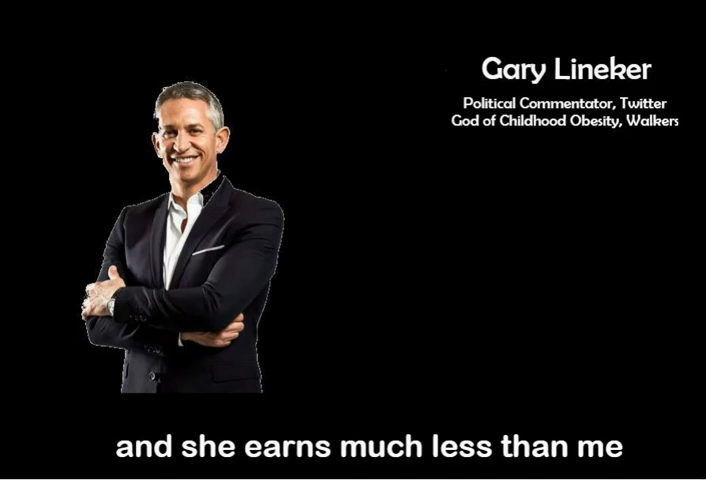 Gary Lineker
Political Commentator, Twitter
God of Childhood Obesity, Walkers
and she earns much less than me